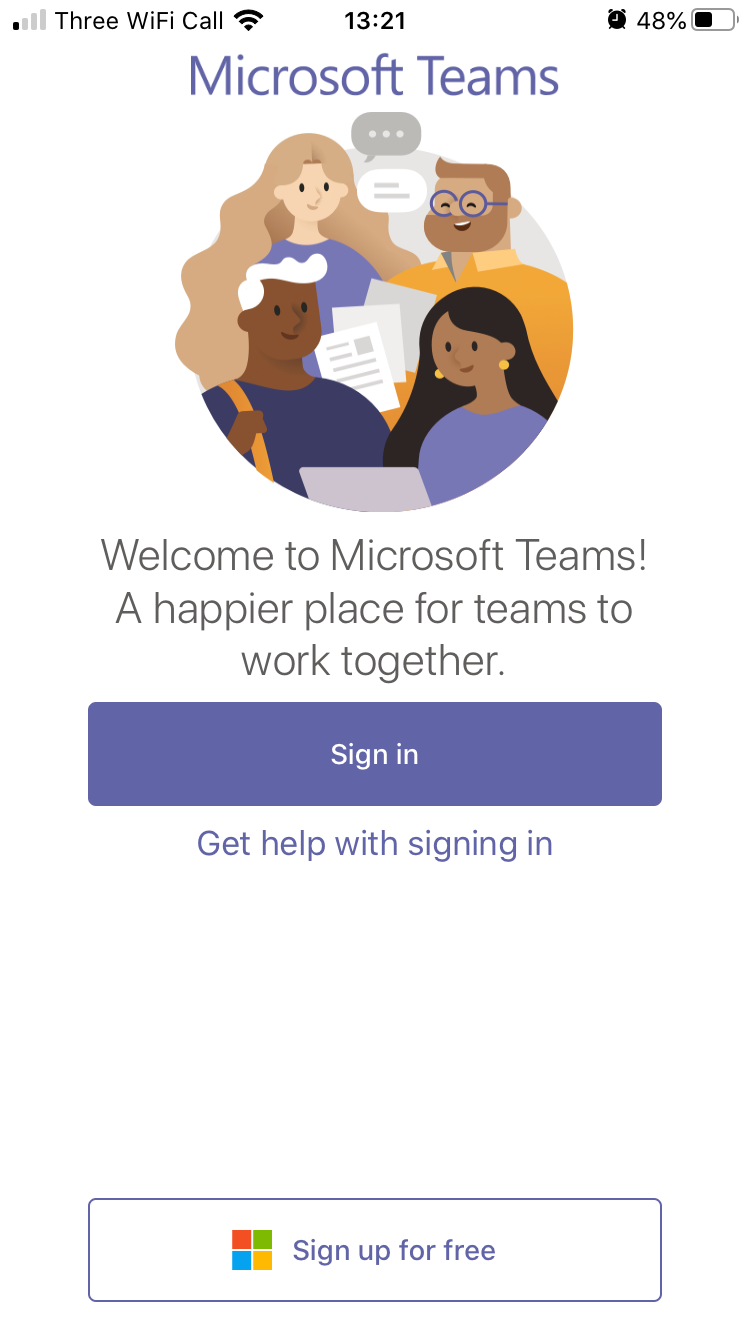 Three WiFi Call 13:21 48%
Microsoft Teams
Welcome to Microsoft Teams!
A happier place for teams to
work together.
Sign in
Get help with signing in
Sign up for free